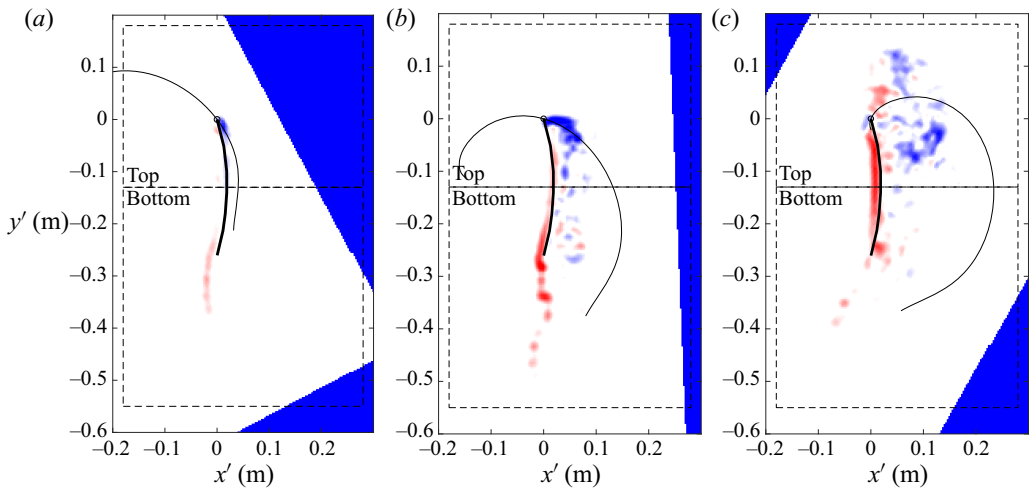 (a) (b) (c)
0.1 0.1 0.1
0 0 0
–0.1 –0.1 –0.1
Top Top Top
Bottom Bottom Bottom
y′ (m) –0.2 –0.2 –0.2
–0.3 –0.3 –0.3
–0.4 –0.4 –0.4
–0.5 –0.5 –0.5
–0.6 –0.6 –0.6
–0.2 –0.1 0 0.1 0.2 –0.2 –0.1 0 0.1 0.2 –0.2 –0.1 0 0.1 0.2
x′ (m) x′ (m) x′ (m)